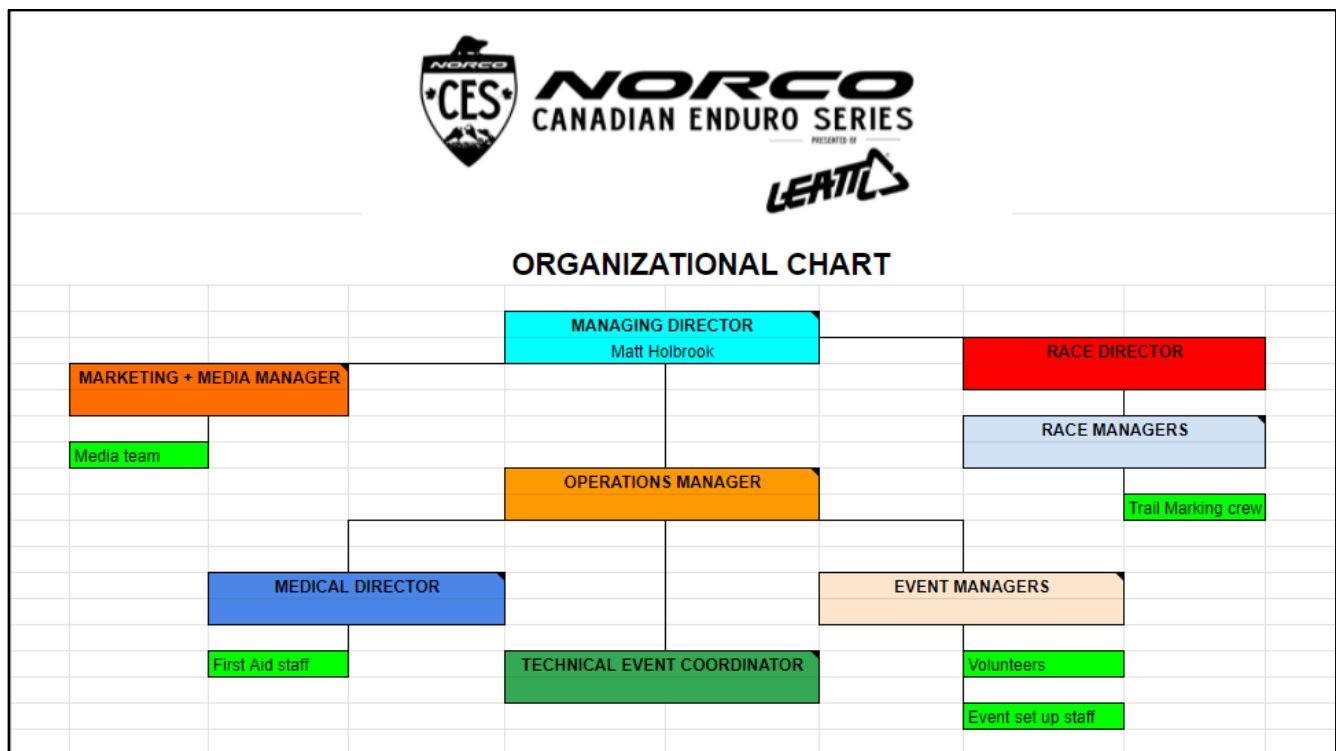 NORCO
CES
NORCO
CANADIAN ENDURO SERIES
PRESENTED BY
LEATT
ORGANIZATIONAL CHART
MANAGING DIRECTOR
Matt Holbrook
RACE DIRECTOR
MARKETING + MEDIA MANAGER
RACE MANAGERS
Media team
OPERATIONS MANAGER
Trail Marking crew
MEDICAL DIRECTOR
EVENT MANAGERS
First Aid staff
TECHNICAL EVENT COORDINATOR
Volunteers
Event set up staff